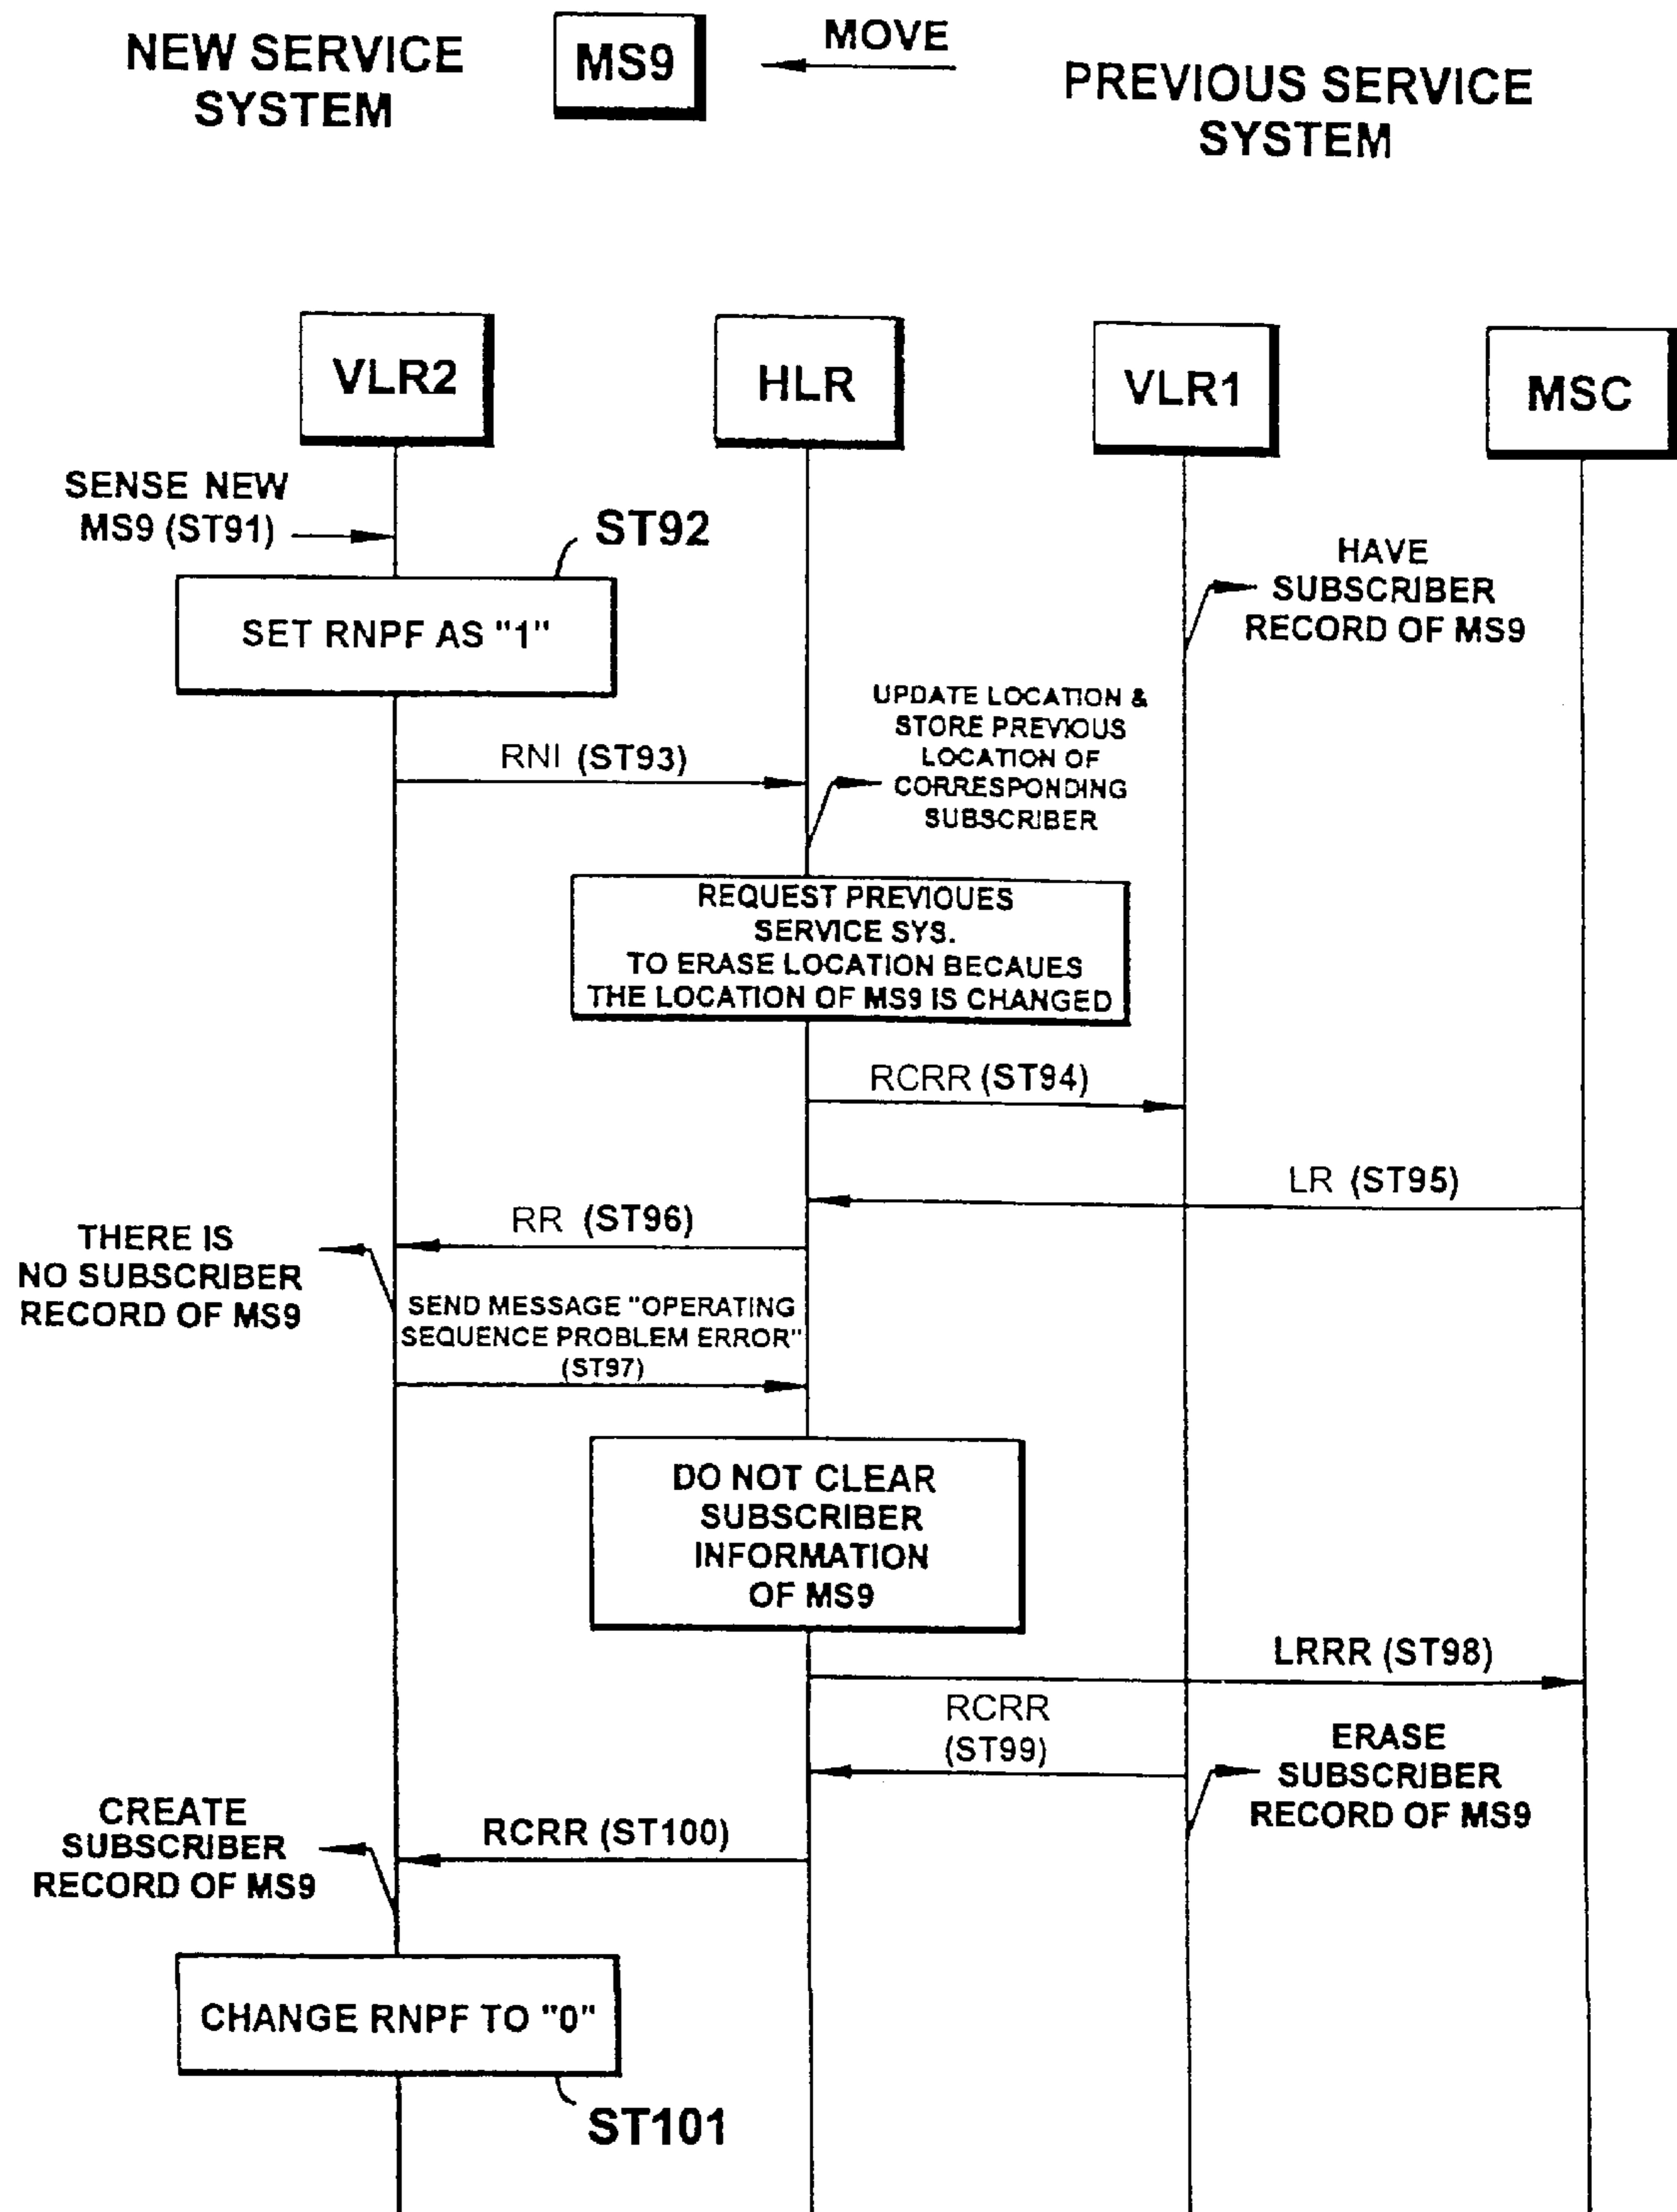 NEW SERVICE
SYSTEM
MS9
MOVE
PREVIOUS SERVICE
SYSTEM
VLR2
HLR
VLR1
MSC
SENSE NEW
MS9 (ST91)
ST92
SET RNPF AS "1"
HAVE
SUBSCRIBER
RECORD OF MS9
UPDATE LOCATION &
STORE PREVIOUS
LOCATION OF
CORRESPONDING
SUBSCRIBER
RNI (ST93)
REQUEST PREVIOUES
SERVICE SYS.
TO ERASE LOCATION BECAUES
THE LOCATION OF MS9 IS CHANGED
RCRR (ST94)
LR (ST95)
RR (ST96)
THERE IS
NO SUBSCRIBER
RECORD OF MS9
SEND MESSAGE "OPERATING
SEQUENCE PROBLEM ERROR"
(ST97)
DO NOT CLEAR
SUBSCRIBER
INFORMATION
OF MS9
LRRR (ST98)
RCRR
(ST99)
ERASE
SUBSCRIBER
RECORD OF MS9
CREATE
SUBSCRIBER
RECORD OF MS9
RCRR (ST100)
CHANGE RNPF TO "0"
ST101